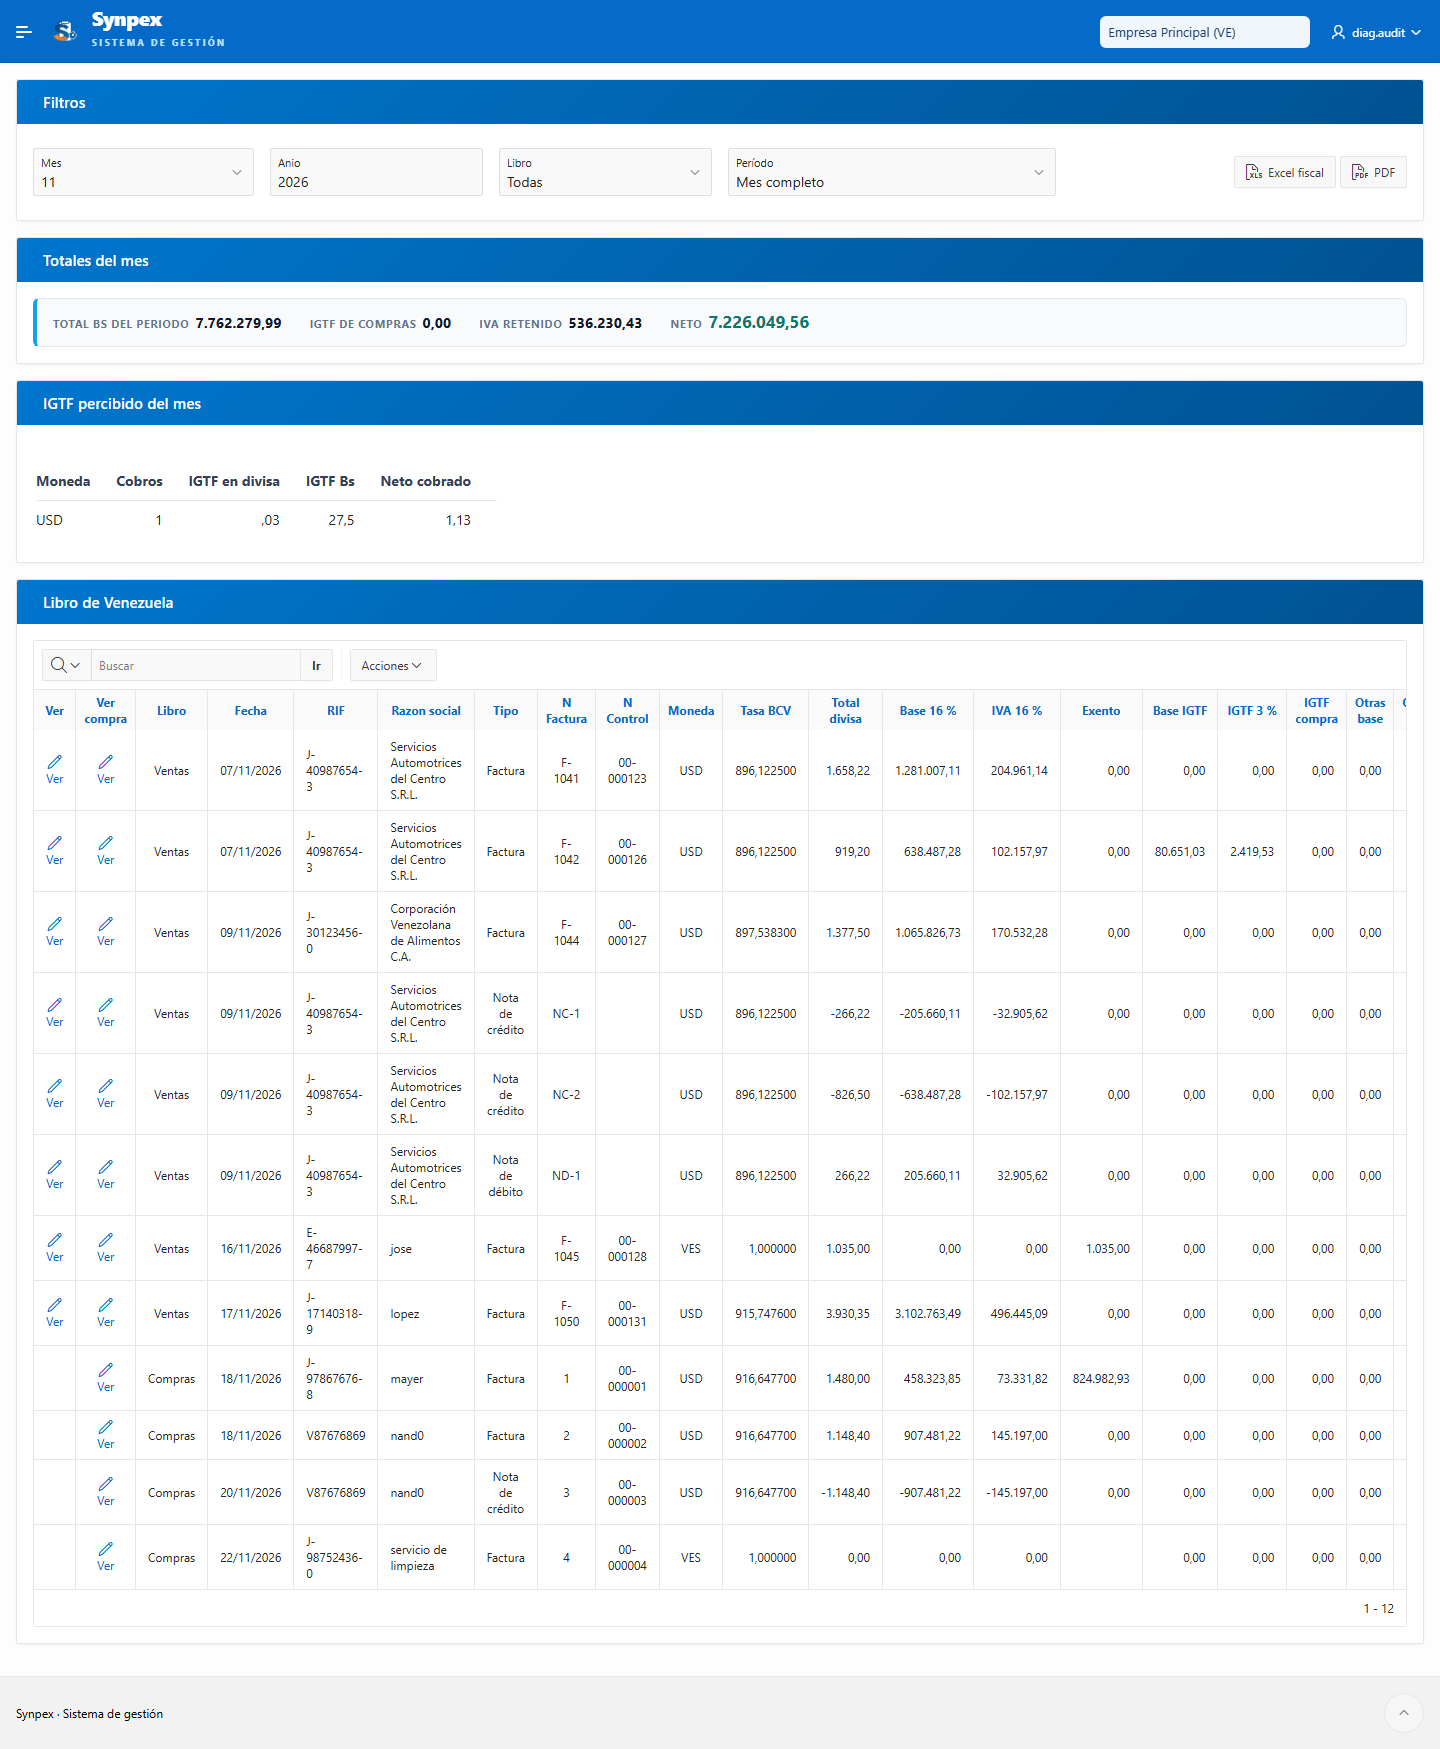 Synpex
SISTEMA DE GESTIÓN
Empresa Principal (VE)
diag.audit
Filtros
Mes
11
Anio
2026
Libro
Todas
Período
Mes completo
XLS Excel fiscal
PDF PDF
Totales del mes
TOTAL BS DEL PERIODO 7.762.279,99 IGTF DE COMPRAS 0,00 IVA RETENIDO 536.230,43 NETO 7.226.049,56
IGTF percibido del mes
Moneda Cobros IGTF en divisa IGTF Bs Neto cobrado
USD 1 ,03 27,5 1,13
Libro de Venezuela
Buscar Ir Acciones
Ver Ver compra Libro Fecha RIF Razon social Tipo N Factura N Control Moneda Tasa BCV Total divisa Base 16 % IVA 16 % Exento Base IGTF IGTF 3 % IGTF compra Otras base
Ver Ver Ventas 07/11/2026 J-40987654-3 Servicios Automotrices del Centro S.R.L. Factura F-1041 00-000123 USD 896,122500 1.658,22 1.281.007,11 204.961,14 0,00 0,00 0,00 0,00 0,00
Ver Ver Ventas 07/11/2026 J-40987654-3 Servicios Automotrices del Centro S.R.L. Factura F-1042 00-000126 USD 896,122500 919,20 638.487,28 102.157,97 0,00 80.651,03 2.419,53 0,00 0,00
Ver Ver Ventas 09/11/2026 J-30123456-0 Corporación Venezolana de Alimentos C.A. Factura F-1044 00-000127 USD 897,538300 1.377,50 1.065.826,73 170.532,28 0,00 0,00 0,00 0,00 0,00
Ver Ver Ventas 09/11/2026 J-40987654-3 Servicios Automotrices del Centro S.R.L. Nota de crédito NC-1 USD 896,122500 -266,22 -205.660,11 -32.905,62 0,00 0,00 0,00 0,00 0,00
Ver Ver Ventas 09/11/2026 J-40987654-3 Servicios Automotrices del Centro S.R.L. Nota de crédito NC-2 USD 896,122500 -826,50 -638.487,28 -102.157,97 0,00 0,00 0,00 0,00 0,00
Ver Ver Ventas 09/11/2026 J-40987654-3 Servicios Automotrices del Centro S.R.L. Nota de débito ND-1 USD 896,122500 266,22 205.660,11 32.905,62 0,00 0,00 0,00 0,00 0,00
Ver Ver Ventas 16/11/2026 E-46687997-7 jose Factura F-1045 00-000128 VES 1,000000 1.035,00 0,00 0,00 1.035,00 0,00 0,00 0,00 0,00
Ver Ver Ventas 17/11/2026 J-17140318-9 lopez Factura F-1050 00-000131 USD 915,747600 3.930,35 3.102.763,49 496.445,09 0,00 0,00 0,00 0,00 0,00
Ver Compras 18/11/2026 J-97867676-8 mayer Factura 1 00-000001 USD 916,647700 1.480,00 458.323,85 73.331,82 824.982,93 0,00 0,00 0,00 0,00
Ver Compras 18/11/2026 V87676869 nand0 Factura 2 00-000002 USD 916,647700 1.148,40 907.481,22 145.197,00 0,00 0,00 0,00 0,00 0,00
Ver Compras 20/11/2026 V87676869 nand0 Nota de crédito 3 00-000003 USD 916,647700 -1.148,40 -907.481,22 -145.197,00 0,00 0,00 0,00 0,00 0,00
Ver Compras 22/11/2026 J-98752436-0 servicio de limpieza Factura 4 00-000004 VES 1,000000 0,00 0,00 0,00 0,00 0,00 0,00 0,00
1 - 12
Synpex · Sistema de gestión